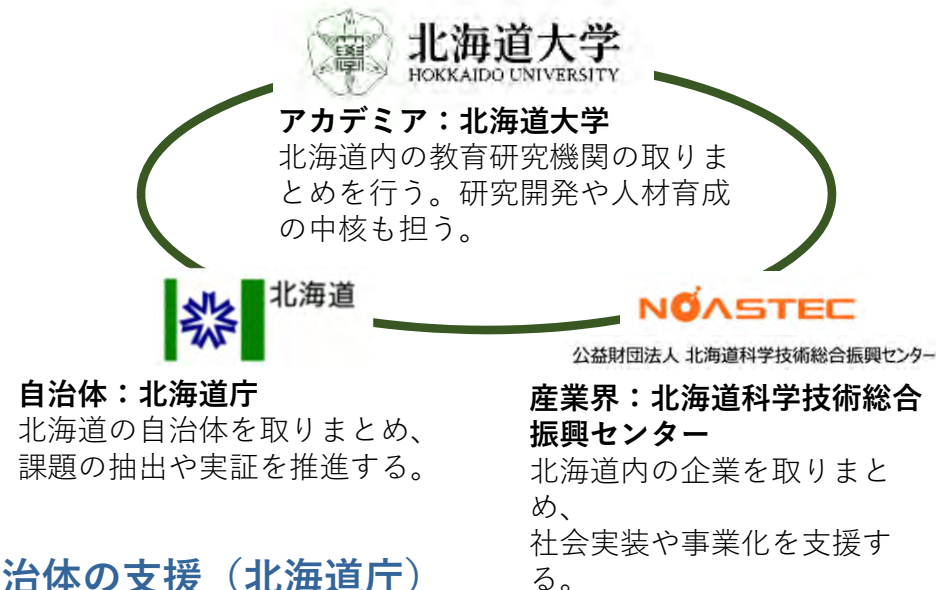 北海道大学
HOKKAIDO UNIVERSITY
アカデミア：北海道大学
北海道内の教育研究機関の取りま
とめを行う。研究開発や人材育成
の中核も担う。
北海道
自治体：北海道庁
北海道の自治体を取りまとめ、
課題の抽出や実証を推進する。
NOASTEC
公益財団法人 北海道科学技術総合振興センター
産業界：北海道科学技術総合
振興センター
北海道内の企業を取りまと
め、
社会実装や事業化を支援す
る。
治体の支援（北海道庁）